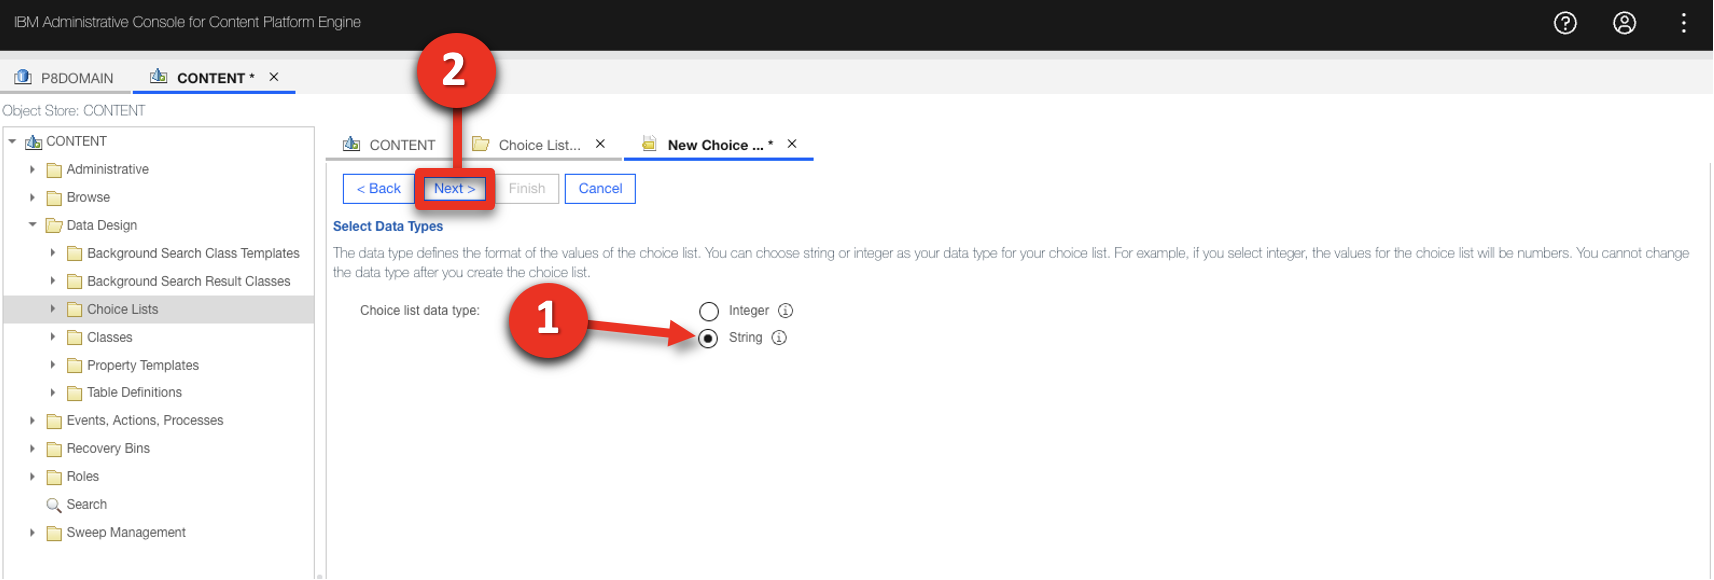 IBM Administrative Console for Content Platform Engine
P8DOMAIN
CONTENT *
2
Object Store: CONTENT
CONTENT
Administrative
Browse
Data Design
Background Search Class Templates
Background Search Result Classes
Choice Lists
Classes
Property Templates
Table Definitions
Events, Actions, Processes
Recovery Bins
Roles
Search
Sweep Management
CONTENT
Choice List...
New Choice ... *
< Back
Next >
Finish
Cancel
Select Data Types
The data type defines the format of the values of the choice list. You can choose string or integer as your data type for your choice list. For example, if you select integer, the values for the choice list will be numbers. You cannot change
the data type after you create the choice list.
Choice list data type:
1
Integer
String